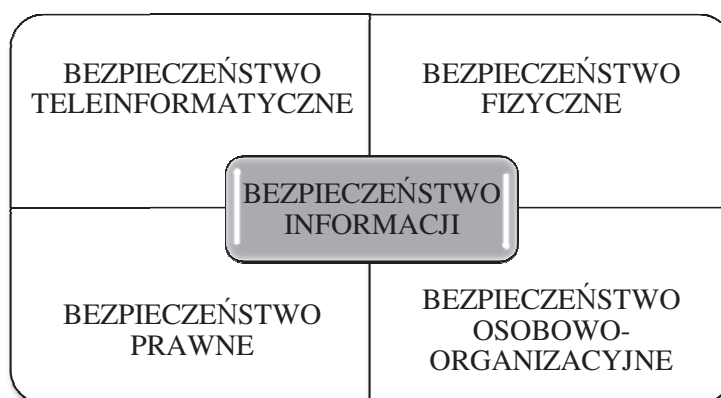 BEZPIECZEŃSTWO
TELEINFORMATYCZNE
BEZPIECZEŃSTWO
FIZYCZNE
BEZPIECZEŃSTWO
INFORMACJI
BEZPIECZEŃSTWO
PRAWNE
BEZPIECZEŃSTWO
OSOBOWO-
ORGANIZACYJNE